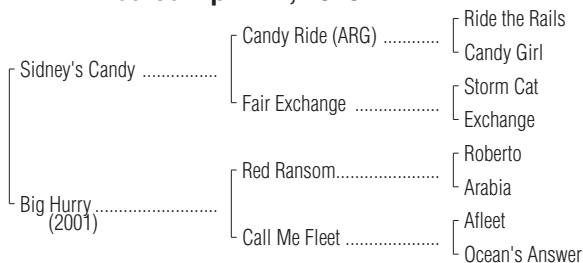 Candy Ride (ARG)
Ride the Rails
Candy Girl
Sidney's Candy
Fair Exchange
Storm Cat
Exchange
Red Ransom
Roberto
Arabia
Big Hurry
(2001)
Call Me Fleet
Afleet
Ocean's Answer